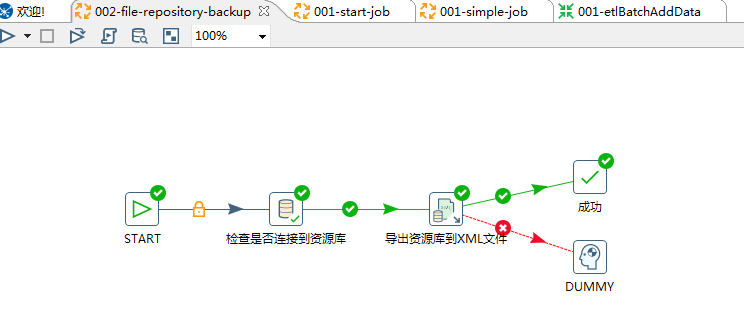 欢迎!
002-file-repository-backup
001-start-job
001-simple-job
001-etlBatchAddData
100%
START
检查是否连接到资源库
导出资源库到XML文件
成功
DUMMY